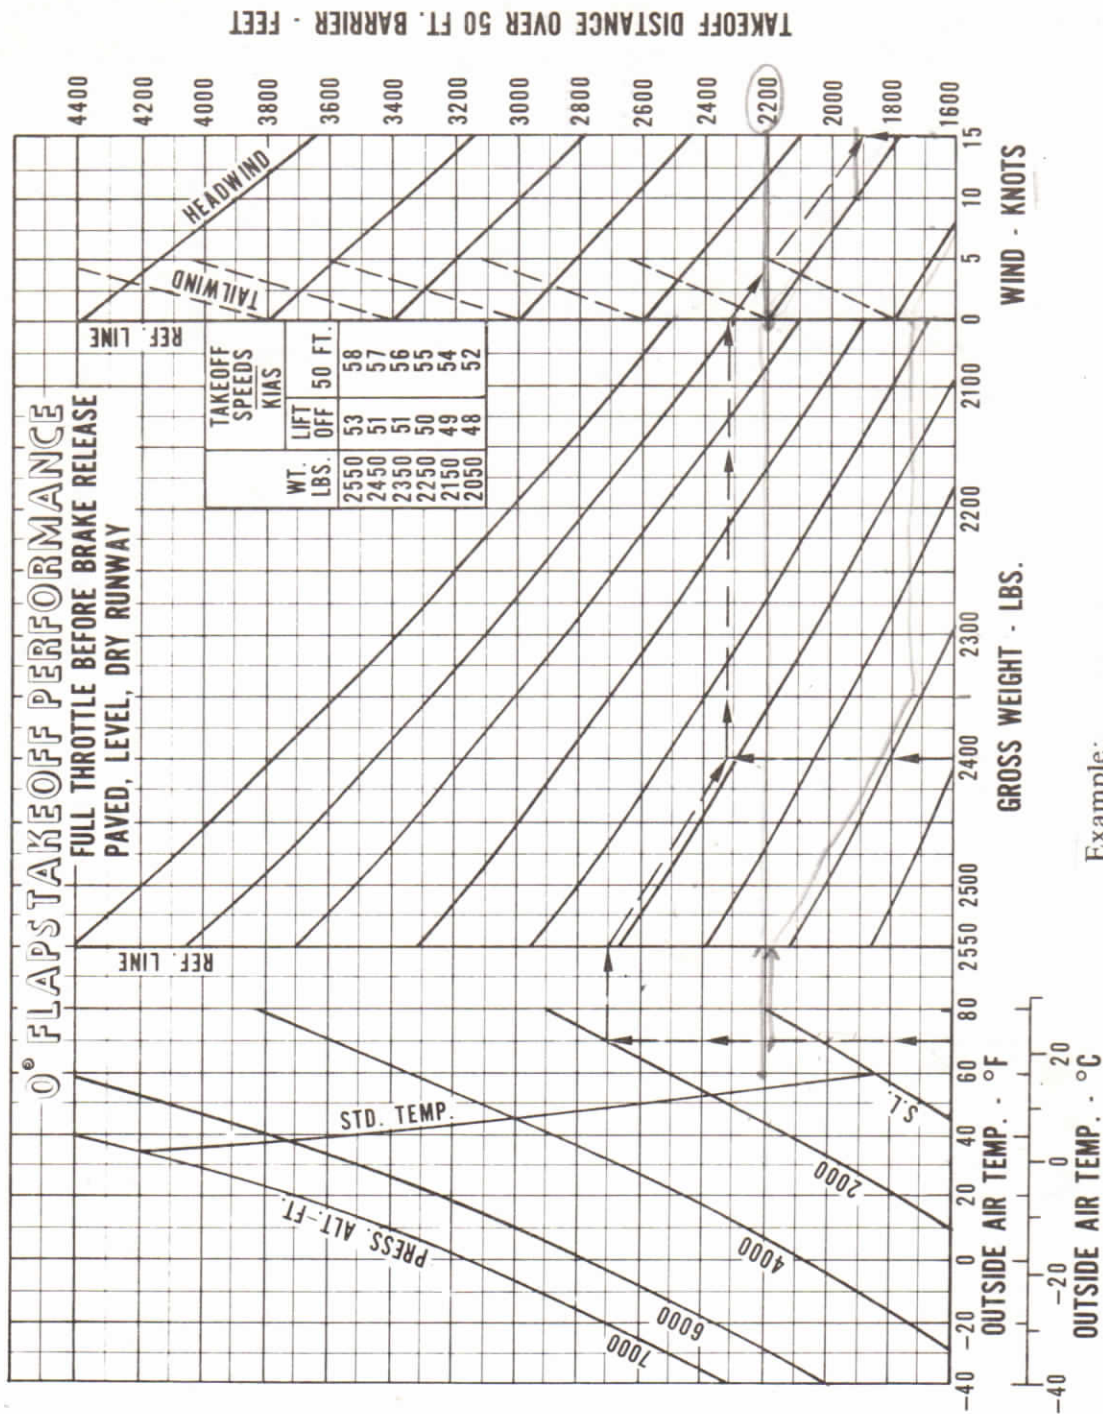 0° FLAPS TAKEOFF PERFORMANCE
FULL THROTTLE BEFORE BRAKE RELEASE
PAVED, LEVEL, DRY RUNWAY
REF. LINE
REF. LINE
HEADWIND
TAILWIND
TAKEOFF SPEEDS KIAS
WT. LBS. LIFT OFF 50 FT.
2550 53 58
2450 51 57
2350 51 56
2250 50 55
2150 49 54
2050 48 52
PRESS. ALT-FT.
STD. TEMP.
7000
6000
4000
2000
S.L.
-40 -20 0 20 40 60 80
OUTSIDE AIR TEMP. - °F
-40 -20 0 20
OUTSIDE AIR TEMP. - °C
2550 2500 2400 2300 2200 2100
GROSS WEIGHT - LBS.
0 5 10 15
WIND - KNOTS
4400
4200
4000
3800
3600
3400
3200
3000
2800
2600
2400
2200
2000
1800
1600
TAKEOFF DISTANCE OVER 50 FT. BARRIER - FEET
Example: